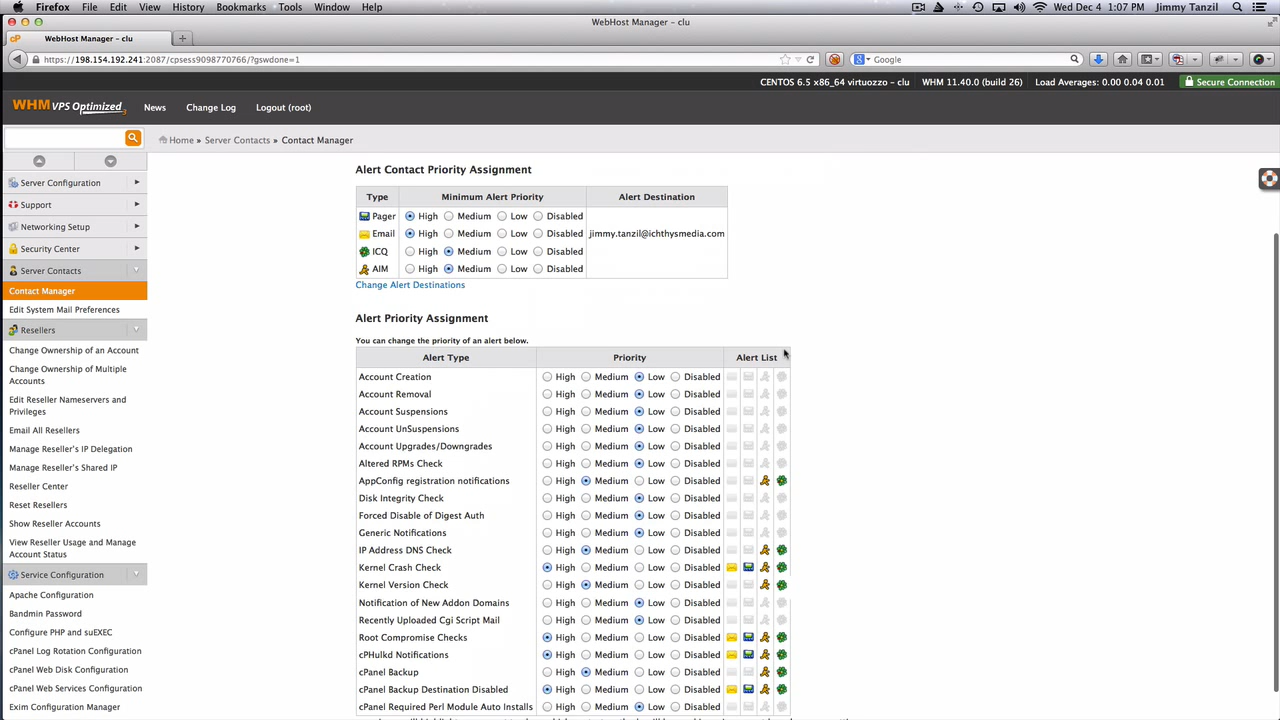 Firefox File Edit View History Bookmarks Tools Window Help Wed Dec 4 1:07 PM Jimmy Tanzil
WebHost Manager - clu
cP WebHost Manager - clu +
https://198.154.192.241:2087/cpsess9098770766/?gswdone=1 Google
CENTOS 6.5 x86_64 virtuozzo - clu WHM 11.40.0 (build 26) Load Averages: 0.00 0.04 0.01 Secure Connection
WHM VPS Optimized News Change Log Logout (root)
Home » Server Contacts » Contact Manager
Server Configuration
Support
Networking Setup
Security Center
Server Contacts
Contact Manager
Edit System Mail Preferences
Resellers
Change Ownership of an Account
Change Ownership of Multiple
Accounts
Edit Reseller Nameservers and
Privileges
Email All Resellers
Manage Reseller's IP Delegation
Manage Reseller's Shared IP
Reseller Center
Reset Resellers
Show Reseller Accounts
View Reseller Usage and Manage
Account Status
Service Configuration
Apache Configuration
Bandmin Password
Configure PHP and suEXEC
cPanel Log Rotation Configuration
cPanel Web Disk Configuration
cPanel Web Services Configuration
Exim Configuration Manager
Alert Contact Priority Assignment
Type Minimum Alert Priority Alert Destination
Pager High Medium Low Disabled
Email High Medium Low Disabled jimmy.tanzil@ichthysmedia.com
ICQ High Medium Low Disabled
AIM High Medium Low Disabled
Change Alert Destinations
Alert Priority Assignment
You can change the priority of an alert below.
Alert Type Priority Alert List
Account Creation High Medium Low Disabled
Account Removal High Medium Low Disabled
Account Suspensions High Medium Low Disabled
Account UnSuspensions High Medium Low Disabled
Account Upgrades/Downgrades High Medium Low Disabled
Altered RPMs Check High Medium Low Disabled
AppConfig registration notifications High Medium Low Disabled
Disk Integrity Check High Medium Low Disabled
Forced Disable of Digest Auth High Medium Low Disabled
Generic Notifications High Medium Low Disabled
IP Address DNS Check High Medium Low Disabled
Kernel Crash Check High Medium Low Disabled
Kernel Version Check High Medium Low Disabled
Notification of New Addon Domains High Medium Low Disabled
Recently Uploaded Cgi Script Mail High Medium Low Disabled
Root Compromise Checks High Medium Low Disabled
cPHulkd Notifications High Medium Low Disabled
cPanel Backup High Medium Low Disabled
cPanel Backup Destination Disabled High Medium Low Disabled
cPanel Required Perl Module Auto Installs High Medium Low Disabled